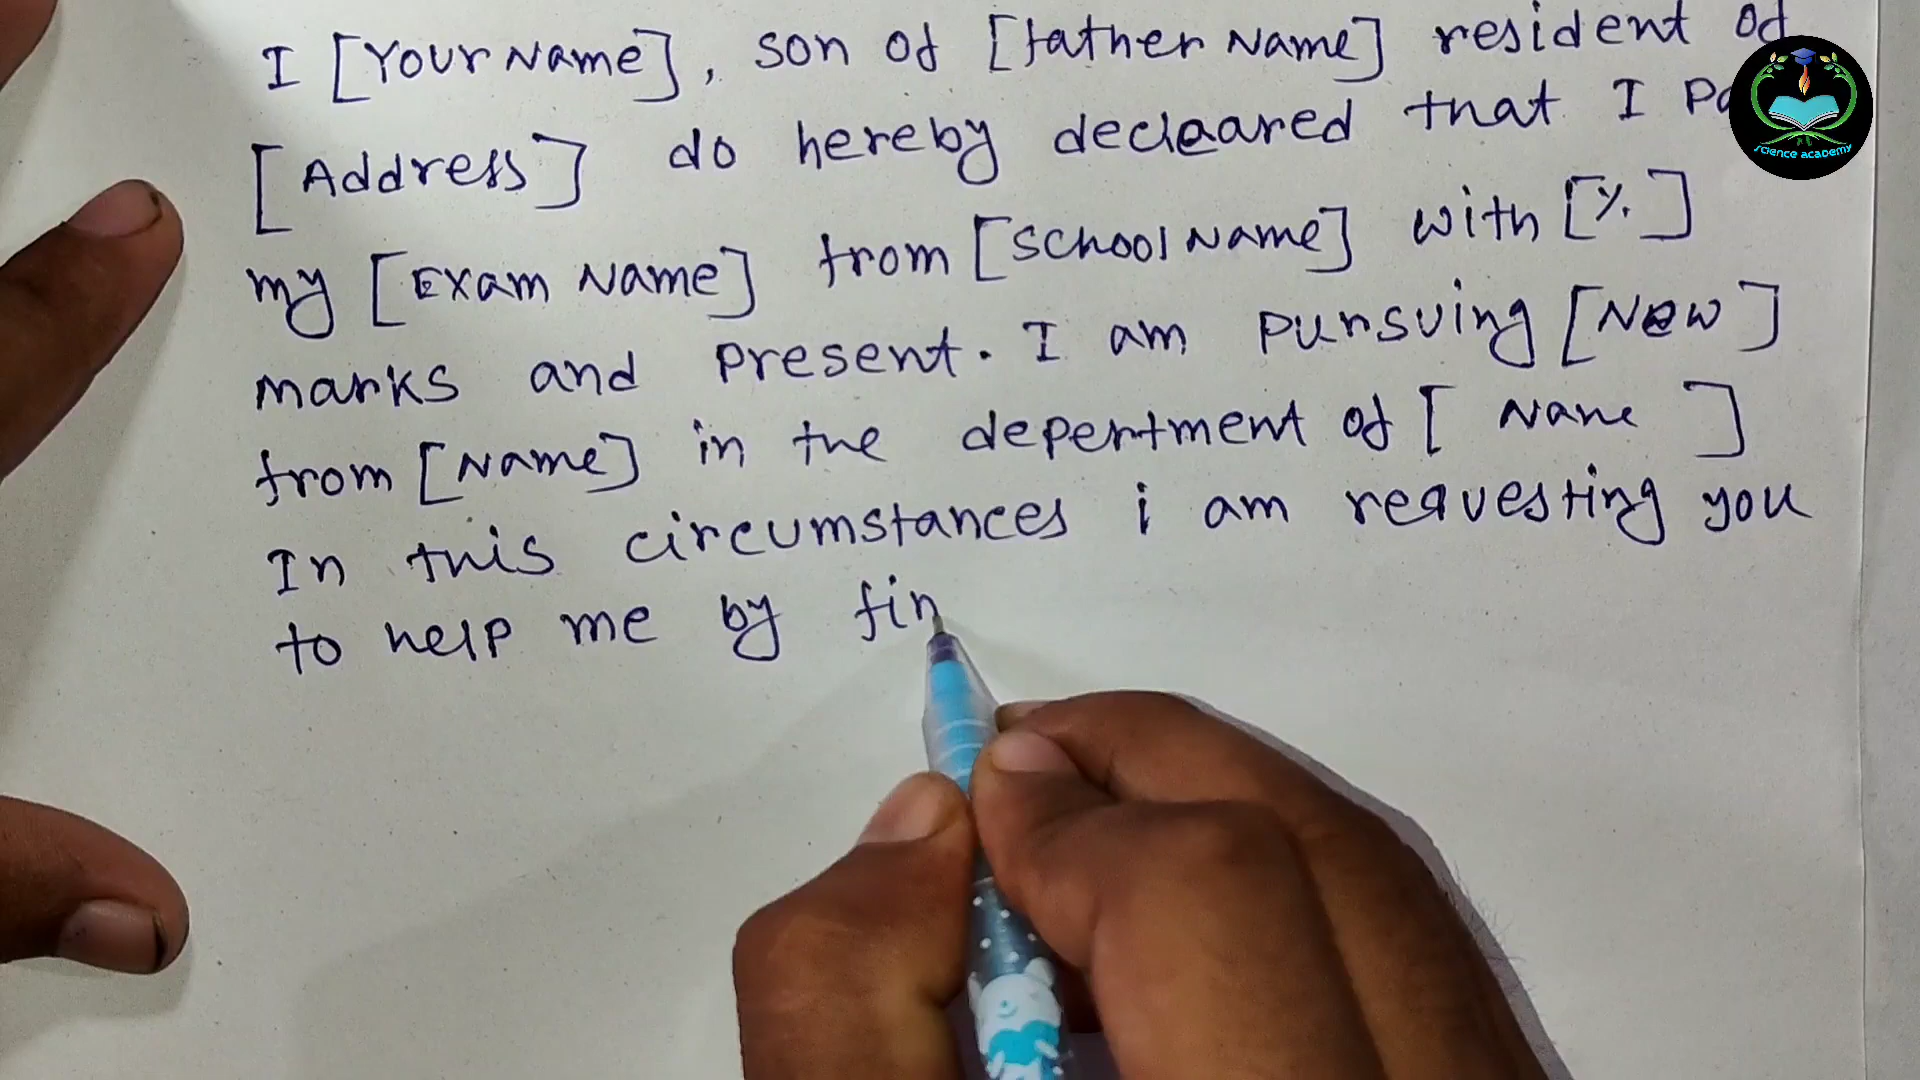 I [Your Name], son of [father Name] resident of
[Address] do hereby decleared that I
my [Exam Name] from [School Name] with [%]
marks and present. I am pursuing [New]
from [Name] in the depertment of [ Name ]
In this circumstances i am requesting you
to help me by fin
science academy